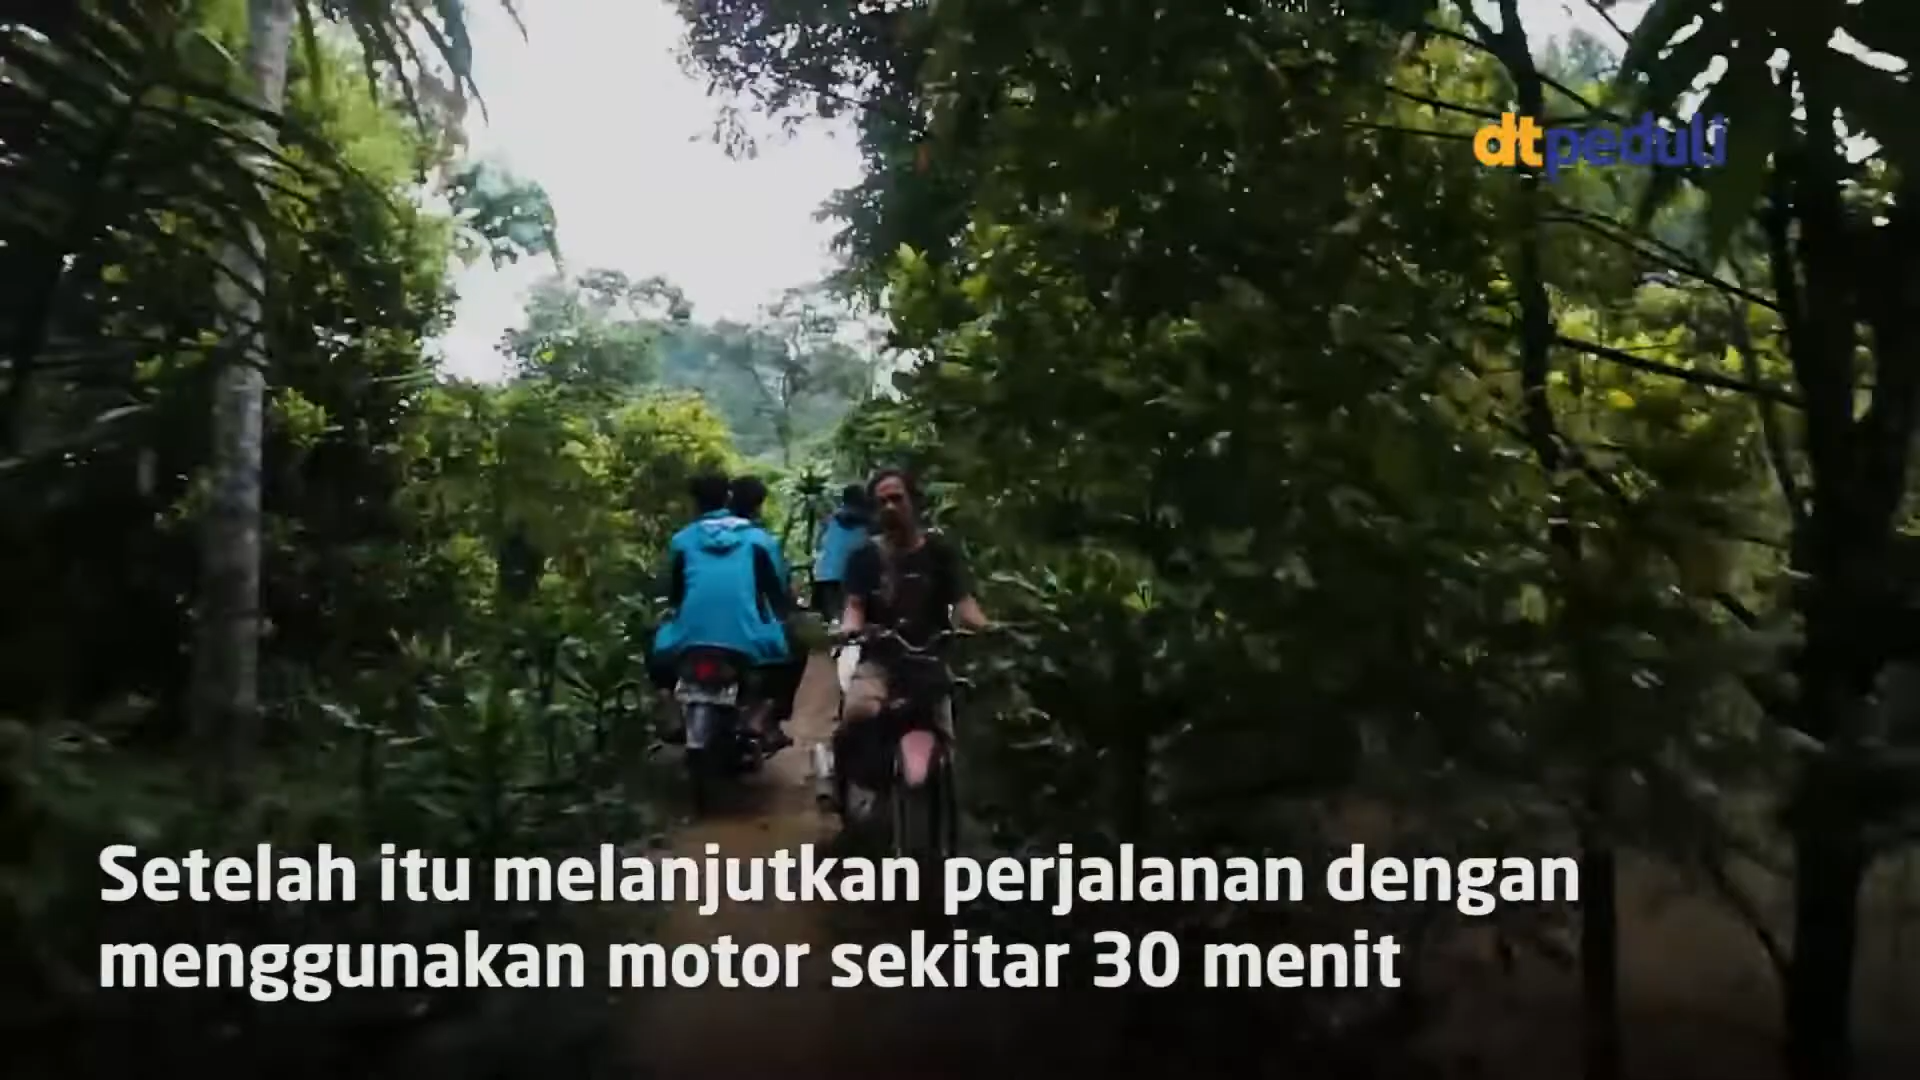 dtpeduli
Setelah itu melanjutkan perjalanan dengan
menggunakan motor sekitar 30 menit